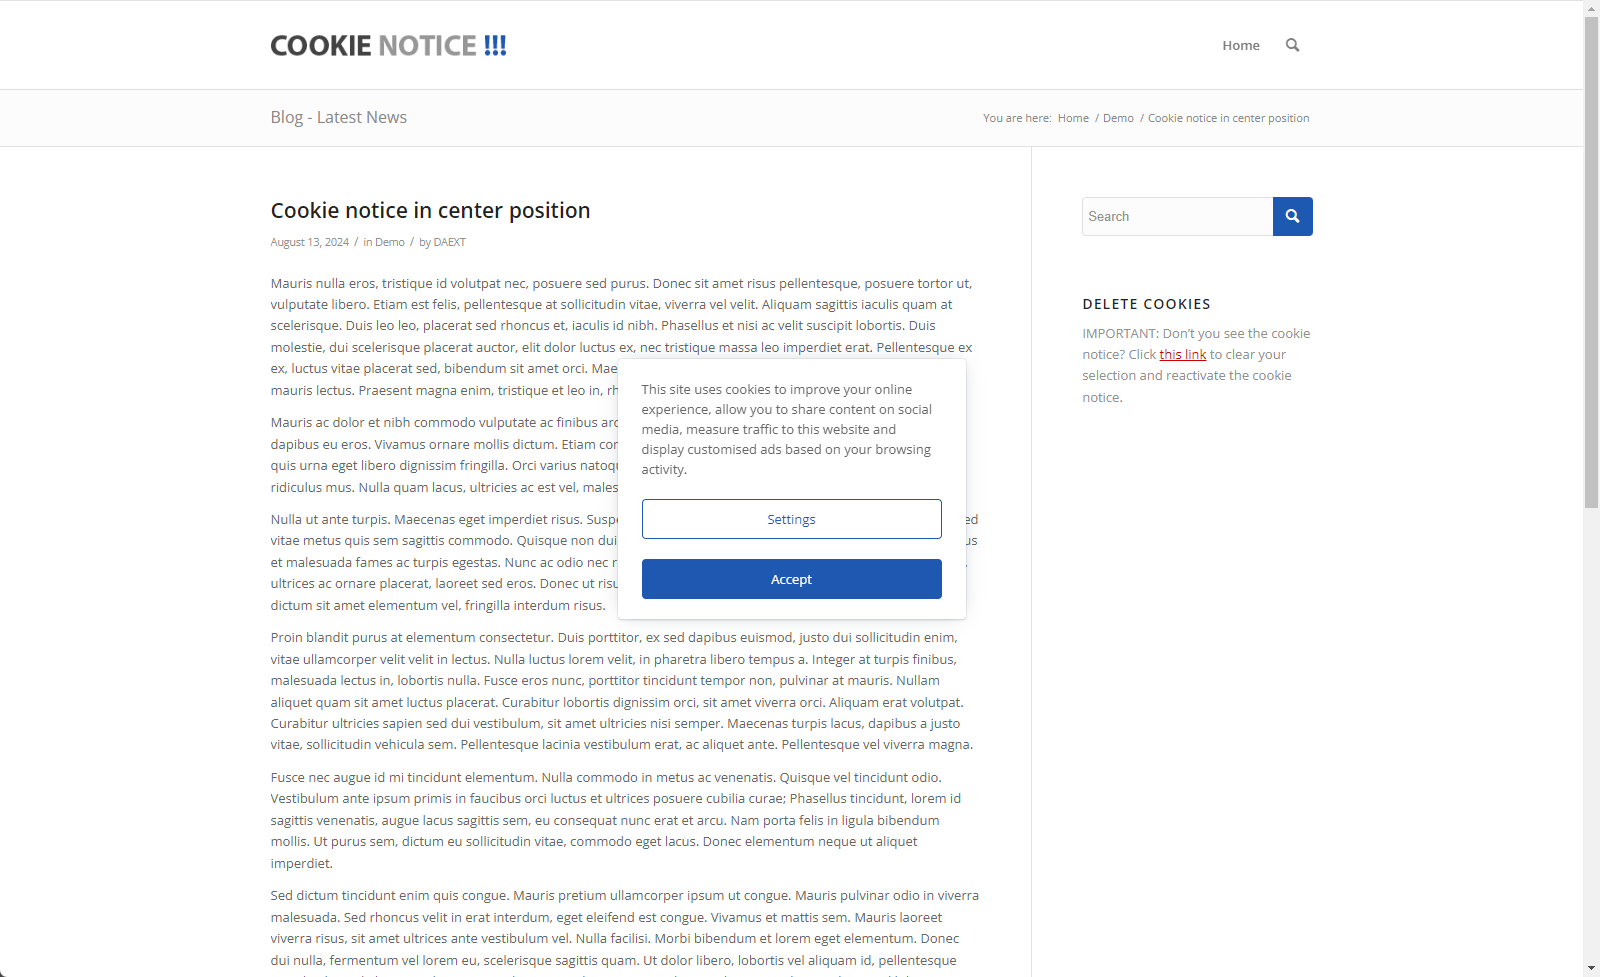 COOKIE NOTICE !!!
Home
Blog - Latest News
You are here: Home / Demo / Cookie notice in center position
Cookie notice in center position
August 13, 2024 / in Demo / by DAEXT
Mauris nulla eros, tristique id volutpat nec, posuere sed purus. Donec sit amet risus pellentesque, posuere tortor ut,
vulputate libero. Etiam est felis, pellentesque at sollicitudin vitae, viverra vel velit. Aliquam sagittis iaculis quam at
scelerisque. Duis leo leo, placerat sed rhoncus et, iaculis id nibh. Phasellus et nisi ac velit suscipit lobortis. Duis
molestie, dui scelerisque placerat auctor, elit dolor luctus ex, nec tristique massa leo imperdiet erat. Pellentesque ex
ex, luctus vitae placerat sed, bibendum sit amet orci.
mauris lectus. Praesent magna enim, tristique et leo in,
Mauris ac dolor et nibh commodo vulputate ac finibus
dapibus eu eros. Vivamus ornare mollis dictum. Etiam
quis urna eget libero dignissim fringilla. Orci varius
ridiculus mus. Nulla quam lacus, ultricies ac est vel,
Nulla ut ante turpis. Maecenas eget imperdiet risus.
vitae metus quis sem sagittis commodo. Quisque non dui
et malesuada fames ac turpis egestas. Nunc ac odio nec
ultrices ac ornare placerat, laoreet sed eros. Donec ut
dictum sit amet elementum vel, fringilla interdum risus.
This site uses cookies to improve your online
experience, allow you to share content on social
media, measure traffic to this website and
display customised ads based on your browsing
activity.
Settings
Accept
Proin blandit purus at elementum consectetur. Duis porttitor, ex sed dapibus euismod, justo dui sollicitudin enim,
vitae ullamcorper velit velit in lectus. Nulla luctus lorem velit, in pharetra libero tempus a. Integer at turpis finibus,
malesuada lectus in, lobortis nulla. Fusce eros nunc, porttitor tincidunt tempor non, pulvinar at mauris. Nullam
aliquet quam sit amet luctus placerat. Curabitur lobortis dignissim orci, sit amet viverra orci. Aliquam erat volutpat.
Curabitur ultricies sapien sed dui vestibulum, sit amet ultricies nisi semper. Maecenas turpis lacus, dapibus a justo
vitae, sollicitudin vehicula sem. Pellentesque lacinia vestibulum erat, ac aliquet ante. Pellentesque vel viverra magna.
Fusce nec augue id mi tincidunt elementum. Nulla commodo in metus ac venenatis. Quisque vel tincidunt odio.
Vestibulum ante ipsum primis in faucibus orci luctus et ultrices posuere cubilia curae; Phasellus tincidunt, lorem id
sagittis venenatis, augue lacus sagittis sem, eu consequat nunc erat et arcu. Nam porta felis in ligula bibendum
mollis. Ut purus sem, dictum eu sollicitudin vitae, commodo eget lacus. Donec elementum neque ut aliquet
imperdiet.
Sed dictum tincidunt enim quis congue. Mauris pretium ullamcorper ipsum ut congue. Mauris pulvinar odio in viverra
malesuada. Sed rhoncus velit in erat interdum, eget eleifend est congue. Vivamus et mattis sem. Mauris laoreet
viverra risus, sit amet ultrices ante vestibulum vel. Nulla facilisi. Morbi bibendum et lorem eget elementum. Donec
dui nulla, fermentum vel lorem eu, scelerisque sagittis quam. Ut dolor libero, lobortis vel aliquam id, pellentesque
Search
DELETE COOKIES
IMPORTANT: Don't you see the cookie
notice? Click this link to clear your
selection and reactivate the cookie
notice.